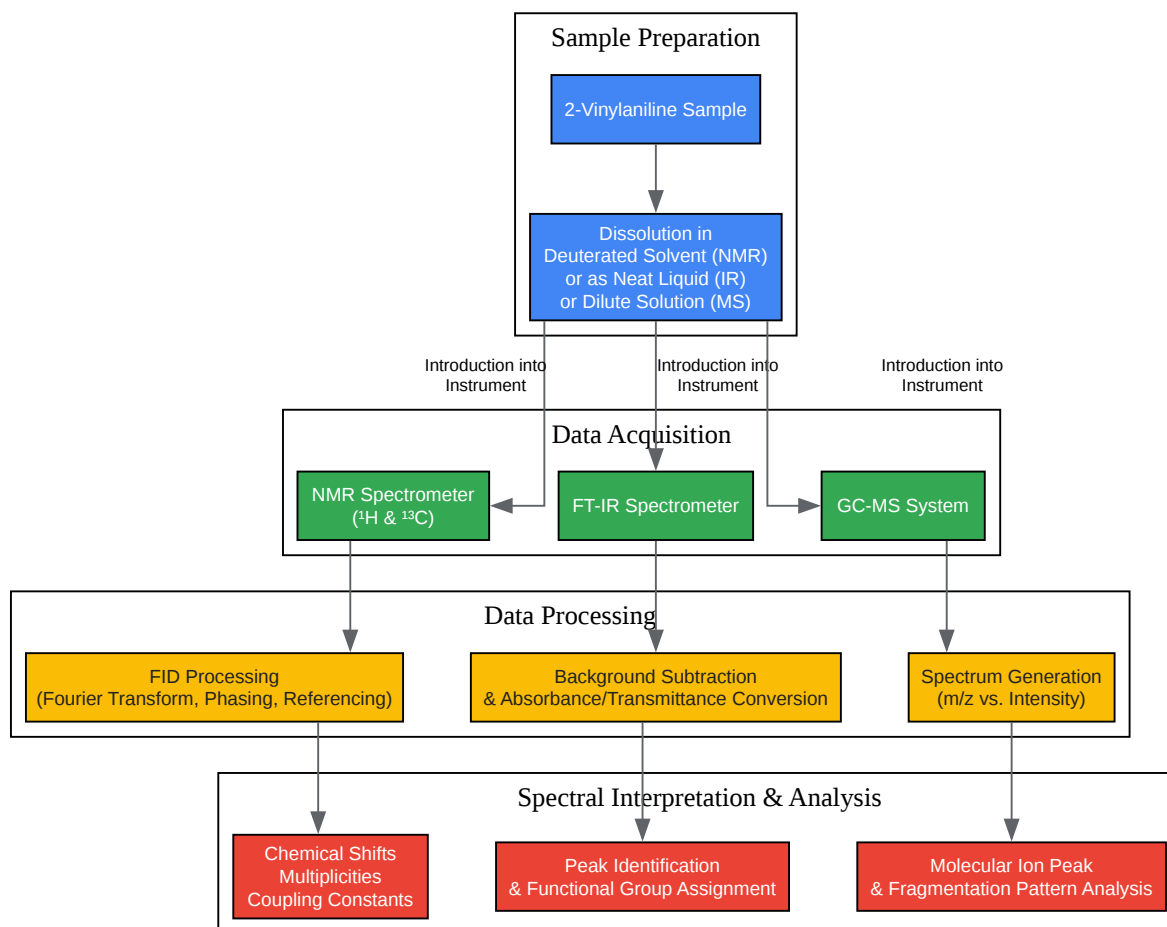 Sample Preparation
2-Vinylaniline Sample
Dissolution in
Deuterated Solvent (NMR)
or as Neat Liquid (IR)
or Dilute Solution (MS)
Introduction into
Instrument
Introduction into
Instrument
Introduction into
Instrument
Data Acquisition
NMR Spectrometer
(¹H & ¹³C)
FT-IR Spectrometer
GC-MS System
Data Processing
FID Processing
(Fourier Transform, Phasing, Referencing)
Background Subtraction
& Absorbance/Transmittance Conversion
Spectrum Generation
(m/z vs. Intensity)
Spectral Interpretation & Analysis
Chemical Shifts
Multiplicities
Coupling Constants
Peak Identification
& Functional Group Assignment
Molecular Ion Peak
& Fragmentation Pattern Analysis